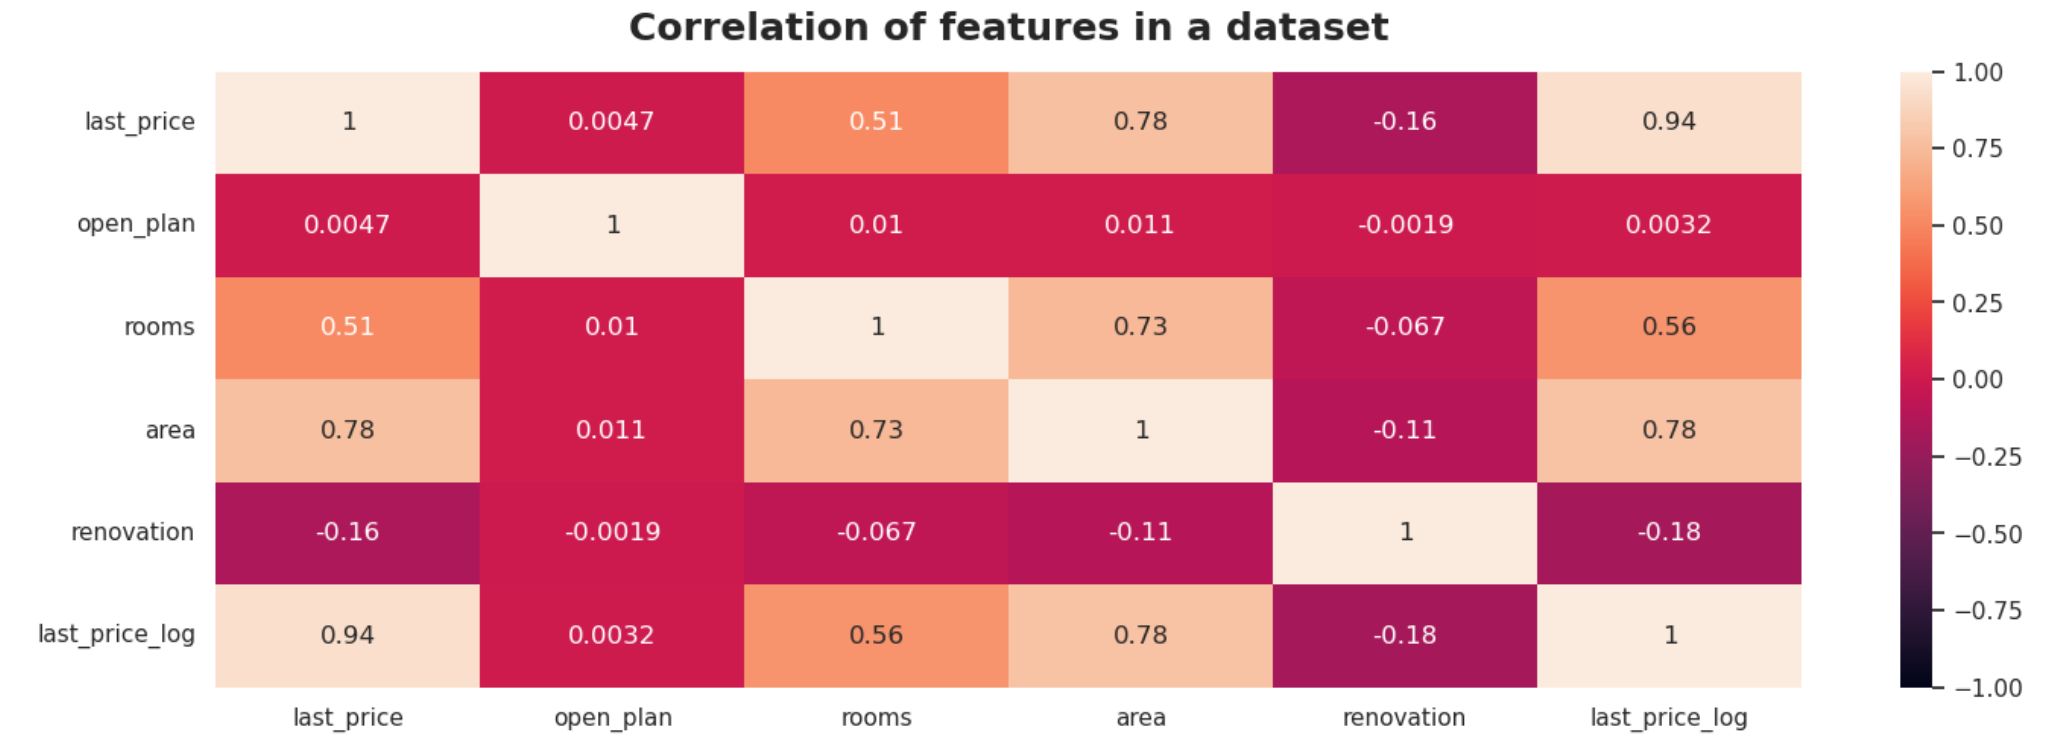 Correlation of features in a dataset
last_price 1 0.0047 0.51 0.78 -0.16 0.94
open_plan 0.0047 1 0.01 0.011 -0.0019 0.0032
rooms 0.51 0.01 1 0.73 -0.067 0.56
area 0.78 0.011 0.73 1 -0.11 0.78
renovation -0.16 -0.0019 -0.067 -0.11 1 -0.18
last_price_log 0.94 0.0032 0.56 0.78 -0.18 1
last_price open_plan rooms area renovation last_price_log
1.00
0.75
0.50
0.25
0.00
−0.25
−0.50
−0.75
−1.00